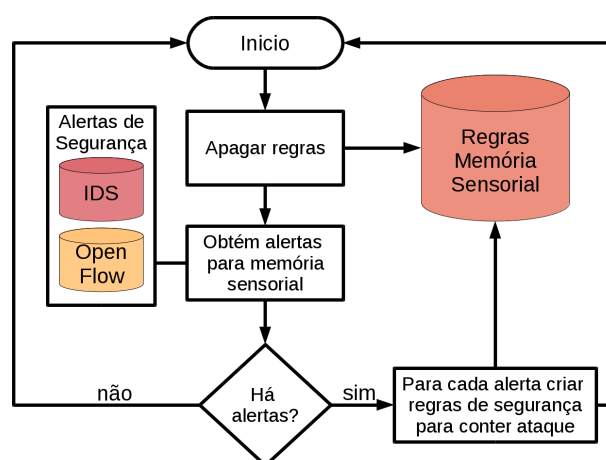 Inicio
Alertas de
Segurança
IDS
Open
Flow
Apagar regras
Regras
Memória
Sensorial
Obtém alertas
para memória
sensorial
não
Há
alertas?
sim
Para cada alerta criar
regras de segurança
para conter ataque